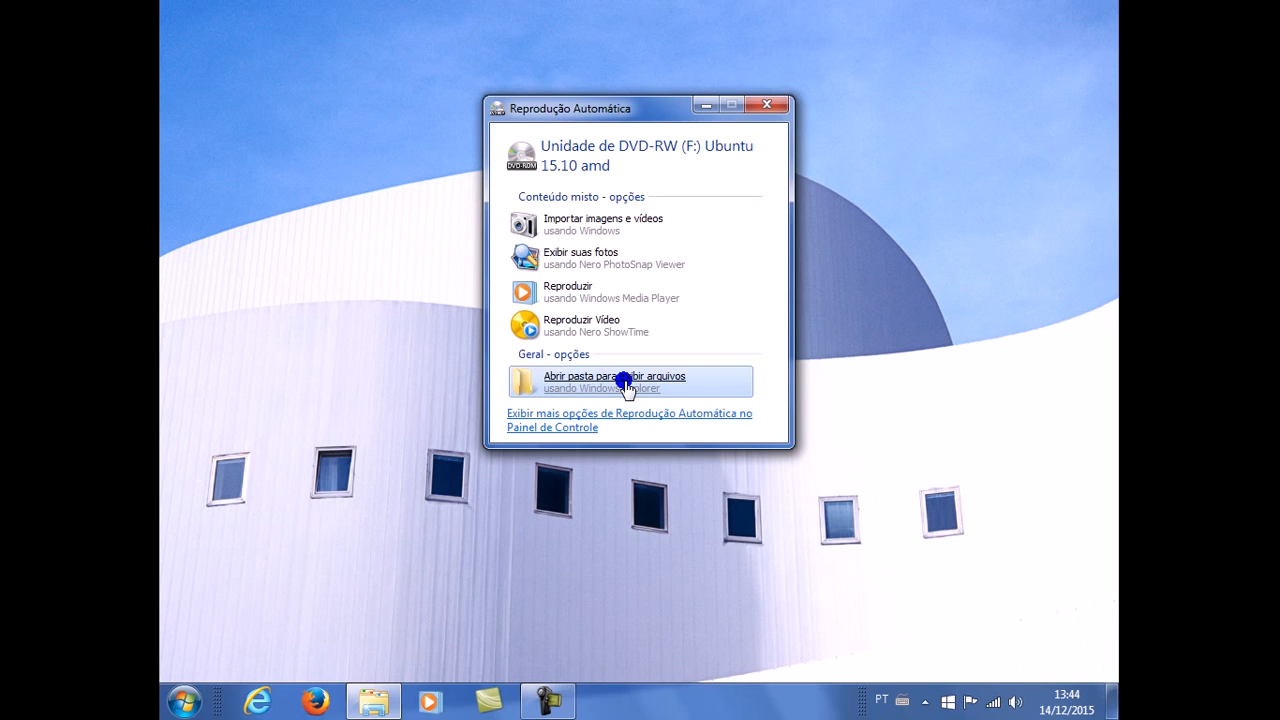 Reprodução Automática
Unidade de DVD-RW (F:) Ubuntu
15.10 amd
DVD-ROM
Conteúdo misto - opções
Importar imagens e vídeos
usando Windows
Exibir suas fotos
usando Nero PhotoSnap Viewer
Reproduzir
usando Windows Media Player
Reproduzir Vídeo
usando Nero ShowTime
Geral - opções
Abrir pasta para arquivos
usando
Exibir mais opções de Reprodução Automática no
Painel de Controle
PT
13:44
14/12/2015